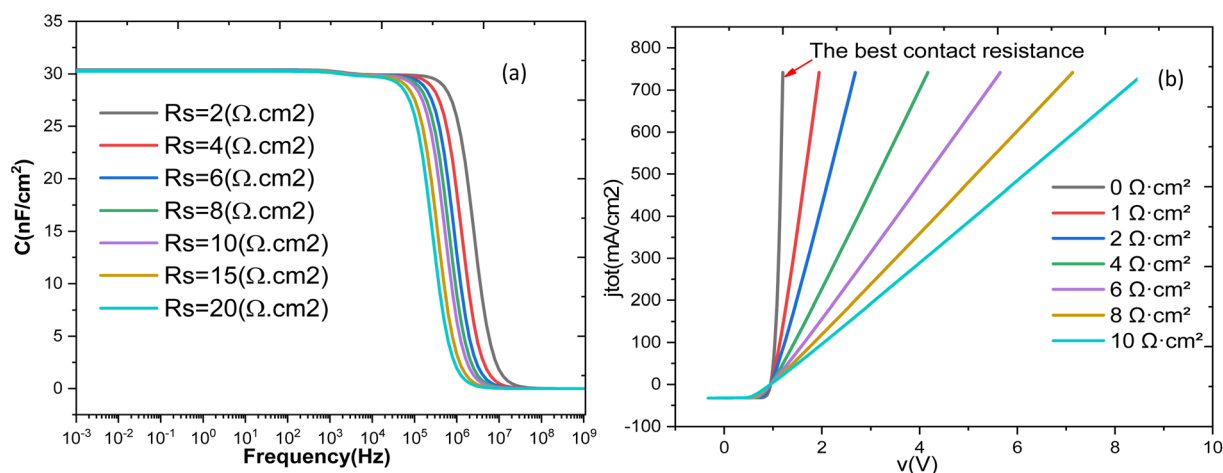 35
30
25
20
15
10
5
0
C(nF/cm²)
(a)
Rs=2(Ω.cm2)
Rs=4(Ω.cm2)
Rs=6(Ω.cm2)
Rs=8(Ω.cm2)
Rs=10(Ω.cm2)
Rs=15(Ω.cm2)
Rs=20(Ω.cm2)
10⁻³ 10⁻² 10⁻¹ 10⁰ 10¹ 10² 10³ 10⁴ 10⁵ 10⁶ 10⁷ 10⁸ 10⁹
Frequency(Hz)
800
700
600
500
400
300
200
100
0
-100
jtot(mA/cm2)
The best contact resistance
(b)
0 Ω·cm²
1 Ω·cm²
2 Ω·cm²
4 Ω·cm²
6 Ω·cm²
8 Ω·cm²
10 Ω·cm²
0 2 4 6 8 10
v(V)